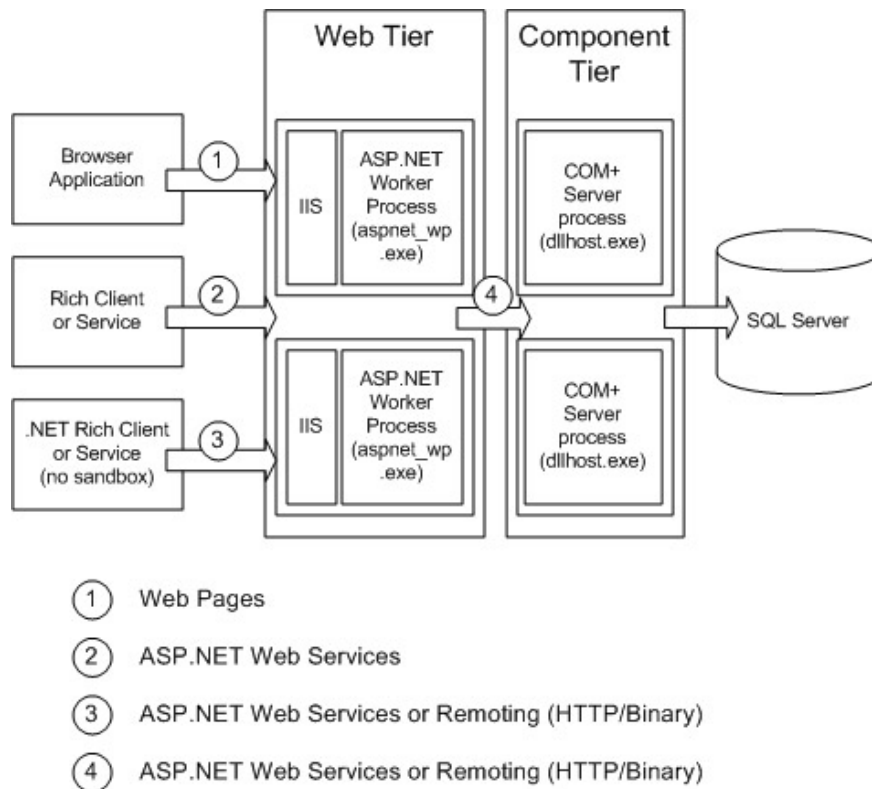 Web Tier
Component
Tier
Browser
Application
1
IIS
ASP.NET
Worker
Process
(aspnet_wp
.exe)
COM+
Server
process
(dllhost.exe)
Rich Client
or Service
2
4
SQL Server
.NET Rich Client
or Service
(no sandbox)
3
IIS
ASP.NET
Worker
Process
(aspnet_wp
.exe)
COM+
Server
process
(dllhost.exe)
1 Web Pages
2 ASP.NET Web Services
3 ASP.NET Web Services or Remoting (HTTP/Binary)
4 ASP.NET Web Services or Remoting (HTTP/Binary)